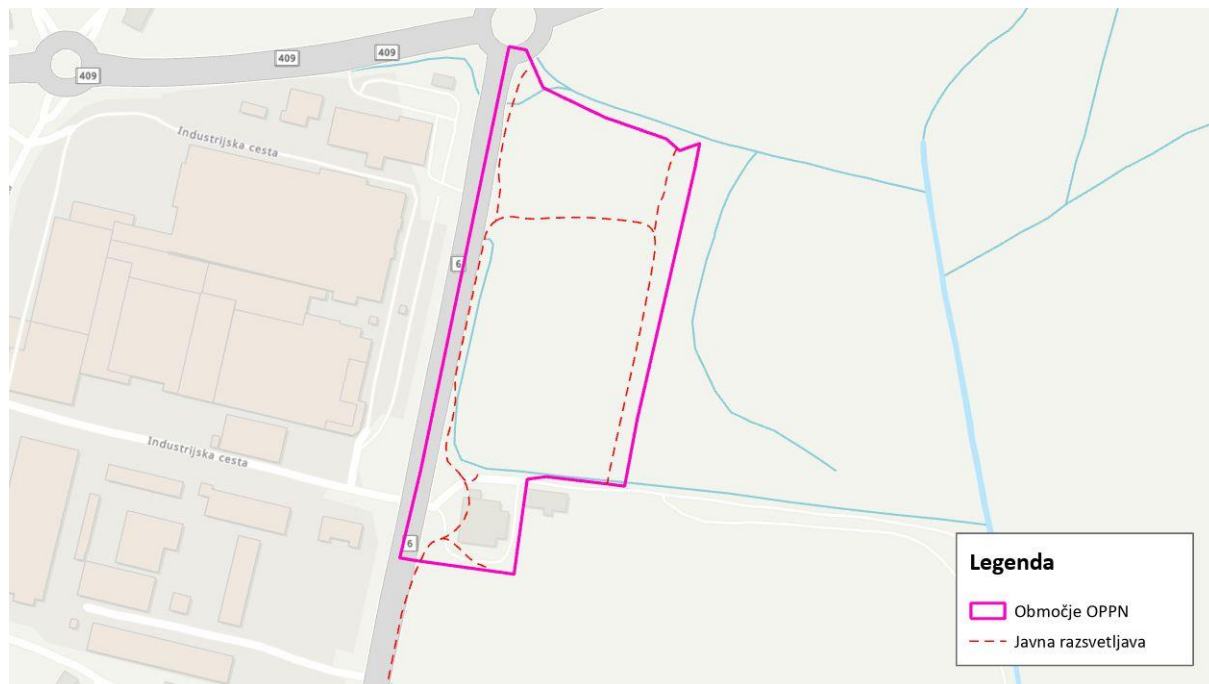 409
409
409
Industrijska cesta
6
Industrijska cesta
6
Legenda
Območje OPPN
Javna razsvetljava